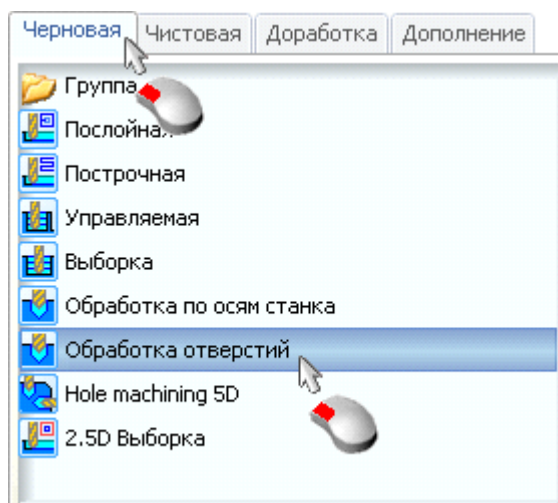 Черновая Чистовая Доработка Дополнение
Группа
Послойная
Построчная
Управляемая
Выборка
Обработка по осям станка
Обработка отверстий
Hole machining 5D
2.5D Выборка